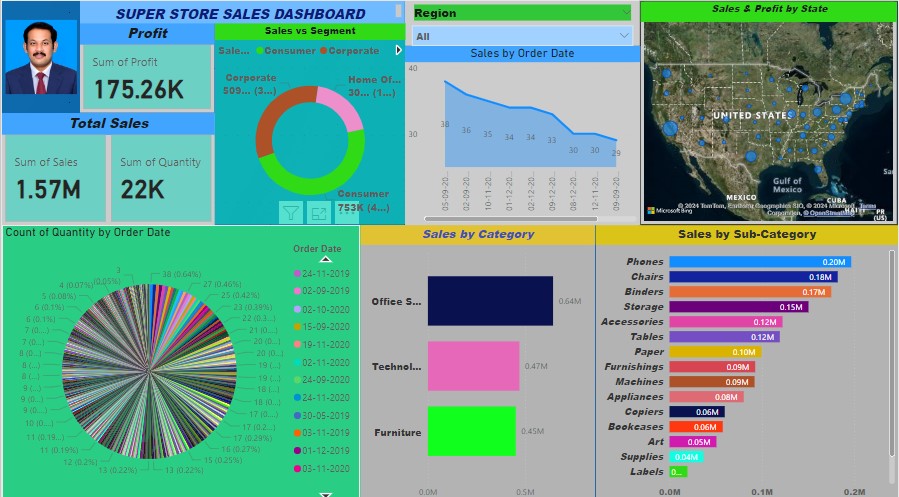 SUPER STORE SALES DASHBOARD
Profit
Sum of Profit
175.26K
Total Sales
Sum of Sales
1.57M
Sum of Quantity
22K
Sales vs Segment
Sale... Consumer Corporate
Corporate
509... (3...)
Home Of...
30... (1...)
Consumer
753K (4...)
Region
All
Sales by Order Date
40
30
38
36
35
34
34
33
30
30
29
05-09-20...
09-12-20...
10-11-20...
01-12-20...
02-12-20...
03-09-20...
08-12-20...
12-11-20...
09-09-20...
Sales & Profit by State
UNITED STATES
Gulf of
Mexico
MEXICO
CUBA
HAITI
PR
(US)
Microsoft Bing
© 2024 TomTom, Earthstar Geographics SIO, © 2024 Microsoft Corporation, © OpenStreetMap Terms
Count of Quantity by Order Date
3 ...
4 (0.07%)
(0.05%)
5 (0.08%)
6 (0.1%)
6 (0.1%)
7 (0...)
7 (0...)
8 (0...)
8 (...)
8 (...)
9 (...)
9 (0...)
9 (0...)
11 (0.19...)
11 (0.19%)
12 (0.2%)
13 (0.22%)
13 (0.22%)
15 (0.25%)
16 (0.27%)
17 (0.29%)
17 (0.2...)
17 (0....)
18 (...)
18 (...)
19 (...)
19 (...)
20 (...)
20 (0...)
21 (0...)
22 (0.3...)
23 (0.39%)
25 (0.42%)
27 (0.46%)
38 (0.64%)
Order Date
24-11-2019
02-09-2019
02-10-2020
15-09-2020
19-11-2020
02-11-2020
24-09-2020
24-11-2020
30-05-2019
03-11-2019
01-12-2019
03-11-2020
Sales by Category
Office S...
0.64M
Technol...
0.47M
Furniture
0.45M
0.0M
0.5M
Sales by Sub-Category
Phones 0.20M
Chairs 0.18M
Binders 0.17M
Storage 0.15M
Accessories 0.12M
Tables 0.12M
Paper 0.10M
Furnishings 0.09M
Machines 0.09M
Appliances 0.08M
Copiers 0.06M
Bookcases 0.06M
Art 0.05M
Supplies 0.04M
Labels 0...
0.0M
0.1M
0.2M